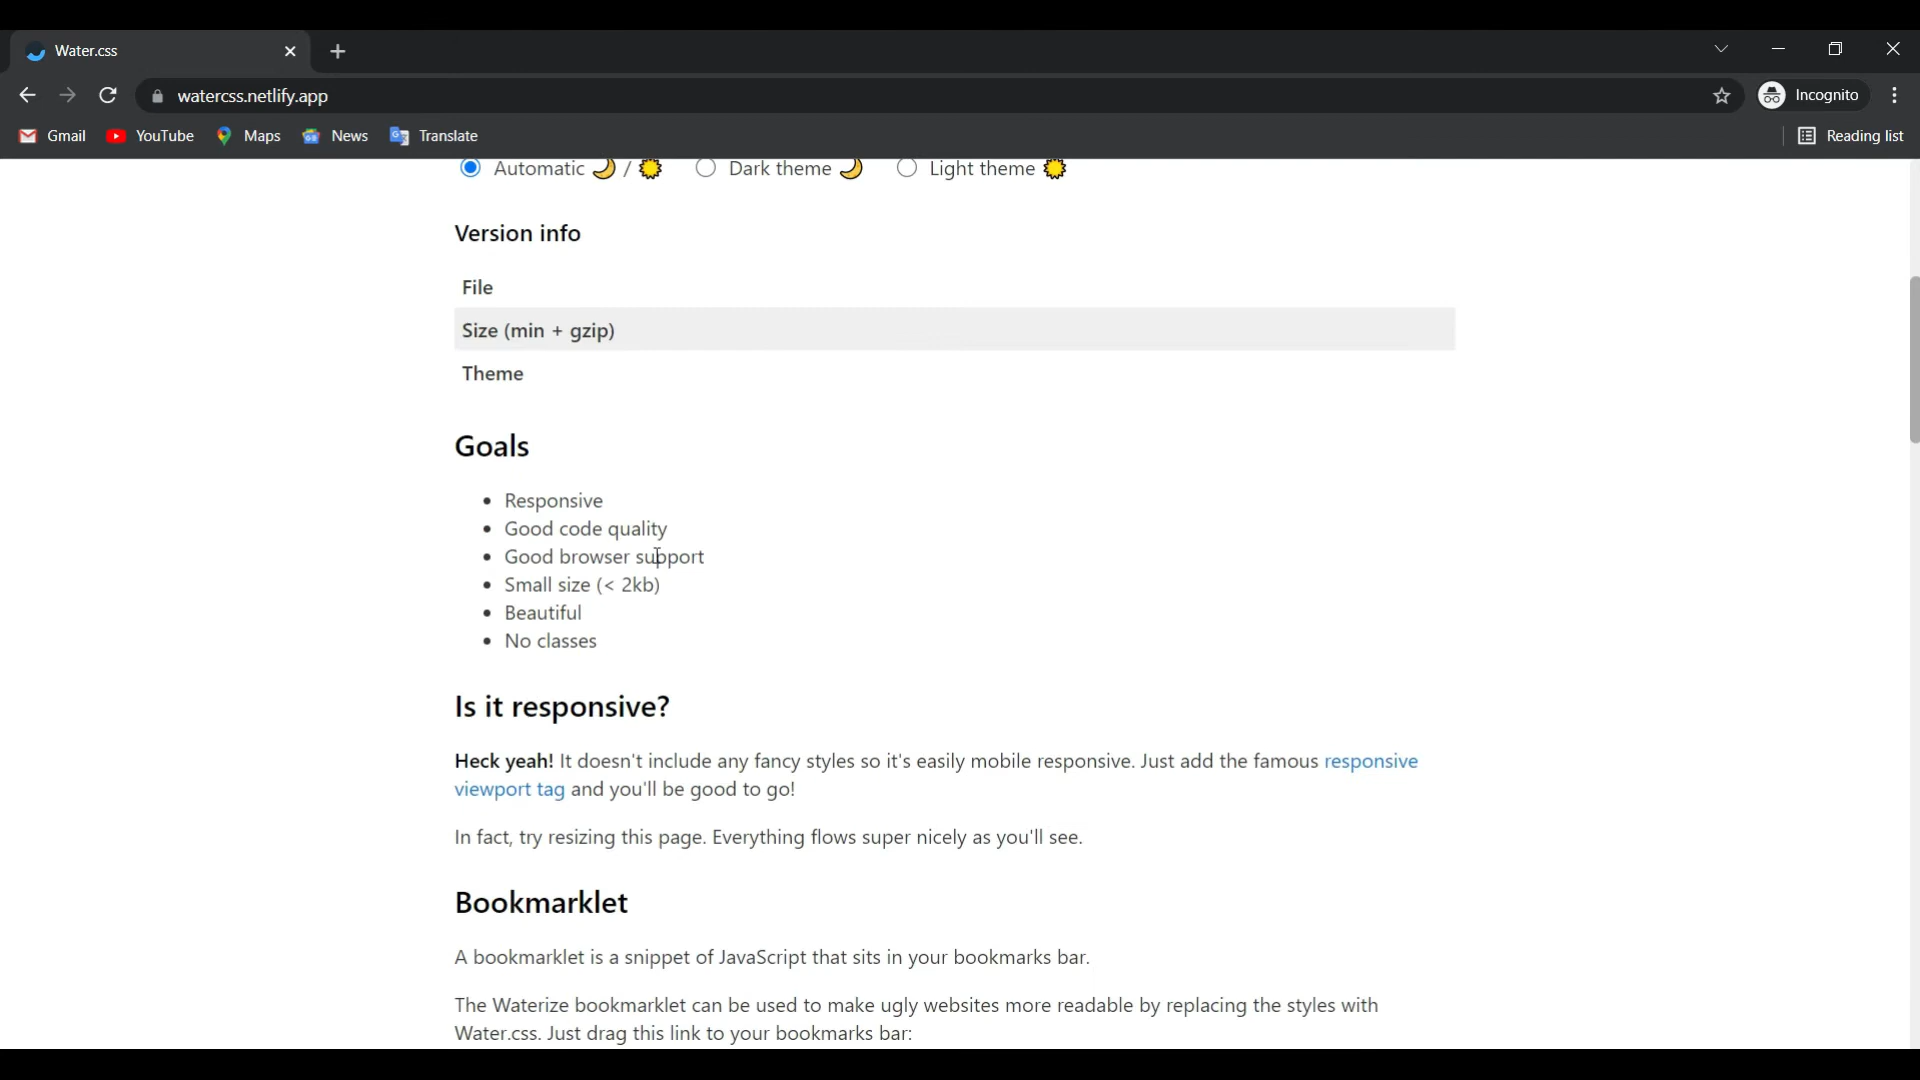 Water.css
watercss.netlify.app
Incognito
Gmail YouTube Maps News Translate Reading list
Automatic 🌙 / ☀️ Dark theme 🌙 Light theme ☀️
Version info
File
Size (min + gzip)
Theme
Goals
• Responsive
• Good code quality
• Good browser support
• Small size (< 2kb)
• Beautiful
• No classes
Is it responsive?
Heck yeah! It doesn't include any fancy styles so it's easily mobile responsive. Just add the famous responsive
viewport tag and you'll be good to go!
In fact, try resizing this page. Everything flows super nicely as you'll see.
Bookmarklet
A bookmarklet is a snippet of JavaScript that sits in your bookmarks bar.
The Waterize bookmarklet can be used to make ugly websites more readable by replacing the styles with
Water.css. Just drag this link to your bookmarks bar: